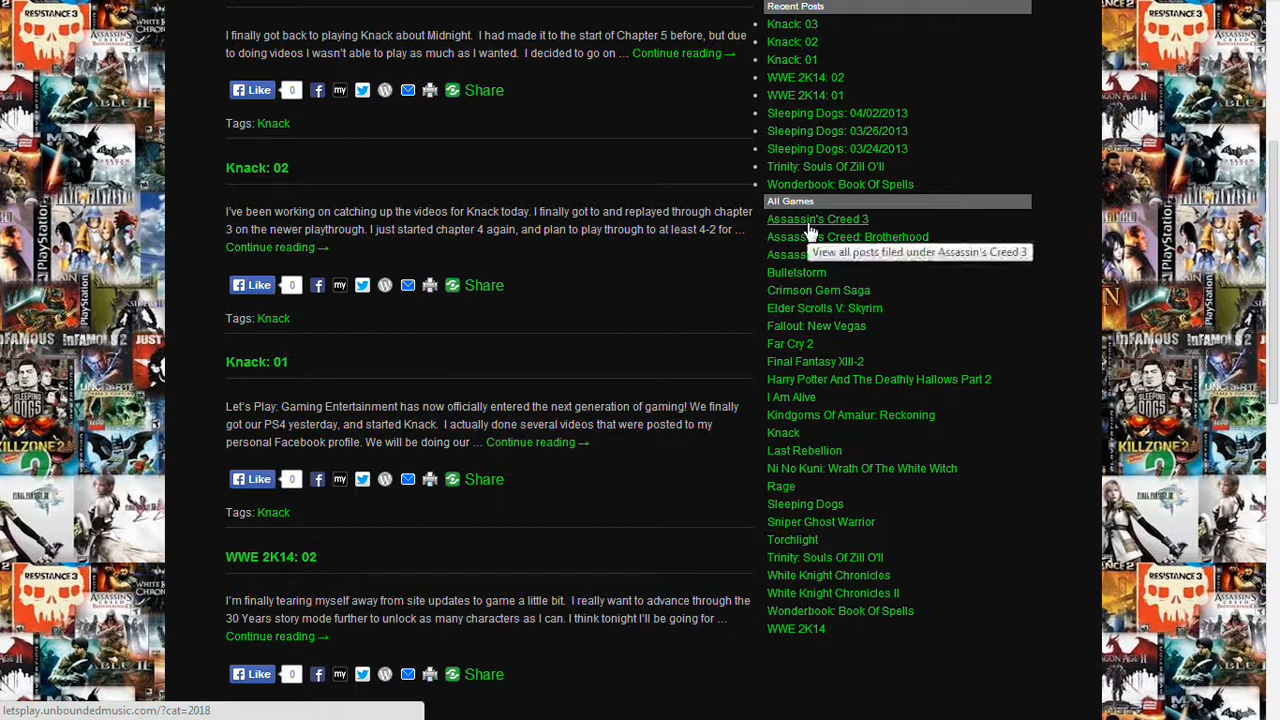 I finally got back to playing Knack about Midnight. I had made it to the start of Chapter 5 before, but due
to doing videos I wasn't able to play as much as I wanted. I decided to go on … Continue reading →
Like 0 Share
Tags: Knack
Knack: 02
I've been working on catching up the videos for Knack today. I finally got to and replayed through chapter
3 on the newer playthrough. I just started chapter 4 again, and plan to play through to at least 4-2 for …
Continue reading →
Like 0 Share
Tags: Knack
Knack: 01
Let's Play: Gaming Entertainment has now officially entered the next generation of gaming! We finally
got our PS4 yesterday, and started Knack. I actually done several videos that were posted to my
personal Facebook profile. We will be doing our … Continue reading →
Like 0 Share
Tags: Knack
WWE 2K14: 02
I'm finally tearing myself away from site updates to game a little bit. I really want to advance through the
30 Years story mode further to unlock as many characters as I can. I think tonight I'll be going for …
Continue reading →
Like 0 Share
Recent Posts
Knack: 03
Knack: 02
Knack: 01
WWE 2K14: 02
WWE 2K14: 01
Sleeping Dogs: 04/02/2013
Sleeping Dogs: 03/26/2013
Sleeping Dogs: 03/24/2013
Trinity: Souls Of Zill O'll
Wonderbook: Book Of Spells
All Games
Assassin's Creed 3
Assassin's Creed: Brotherhood
View all posts filed under Assassin's Creed 3
Bulletstorm
Crimson Gem Saga
Elder Scrolls V: Skyrim
Fallout: New Vegas
Far Cry 2
Final Fantasy XIII-2
Harry Potter And The Deathly Hallows Part 2
I Am Alive
Kindgoms Of Amalur: Reckoning
Knack
Last Rebellion
Ni No Kuni: Wrath Of The White Witch
Rage
Sleeping Dogs
Sniper Ghost Warrior
Torchlight
Trinity: Souls Of Zill O'll
White Knight Chronicles
White Knight Chronicles II
Wonderbook: Book Of Spells
WWE 2K14
letsplay.unboundedmusic.com/?cat=2018